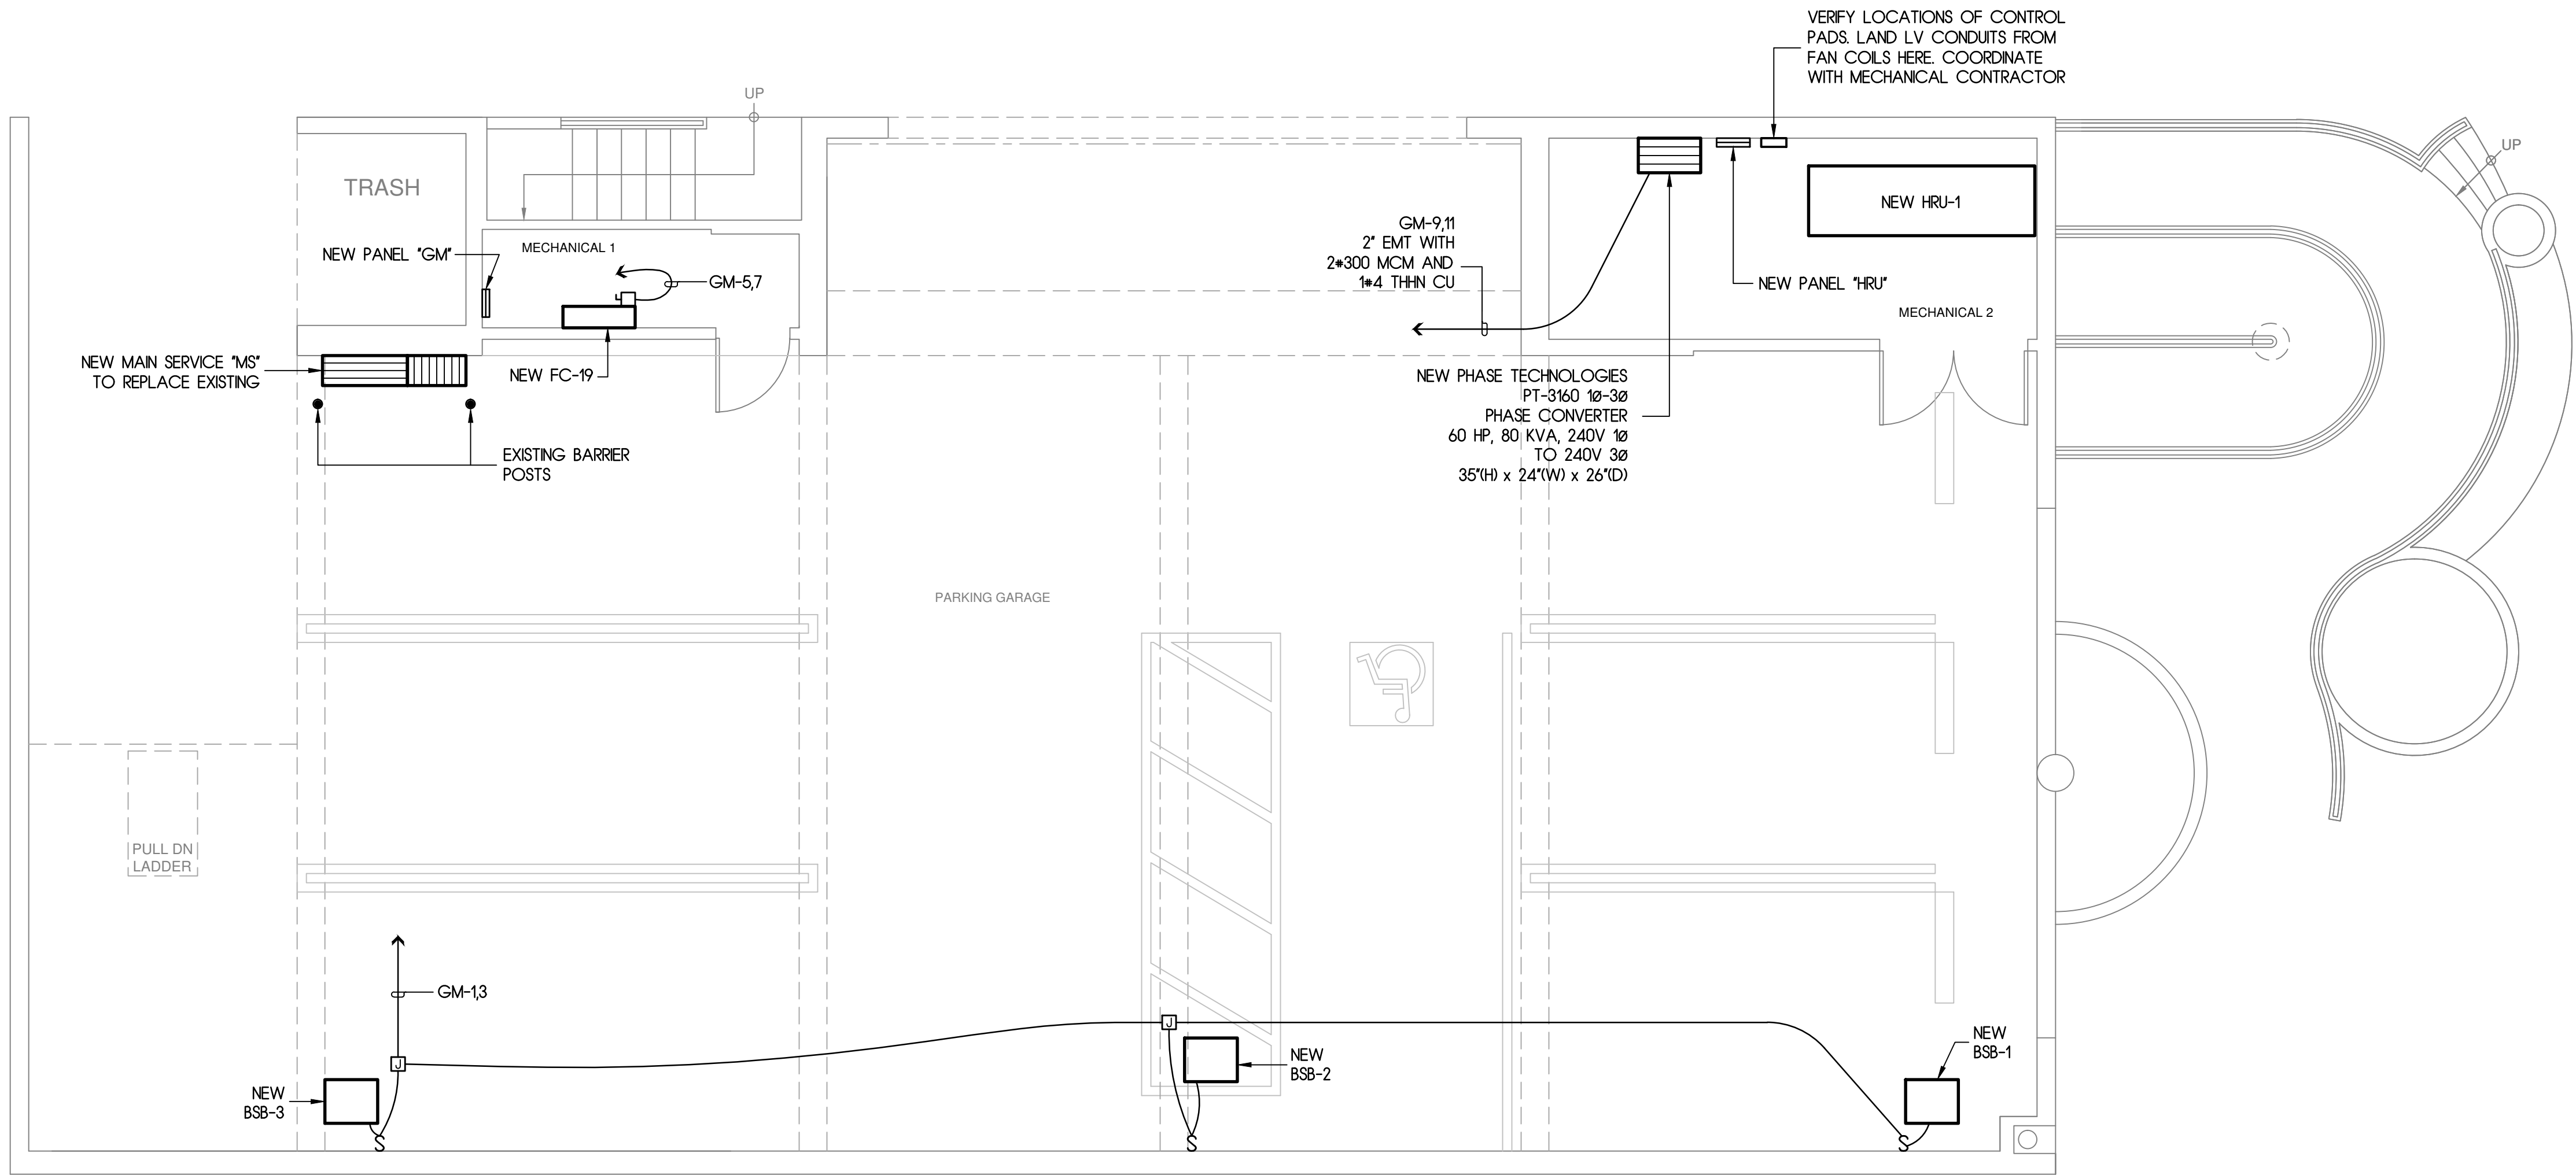 VERIFY LOCATIONS OF CONTROL
PADS. LAND LV CONDUITS FROM
FAN COILS HERE. COORDINATE
WITH MECHANICAL CONTRACTOR
UP
UP
TRASH
NEW HRU-1
MECHANICAL 1
NEW PANEL "GM"
GM-5,7
GM-9,11
2" EMT WITH
2#300 MCM AND
1#4 THHN CU
NEW PANEL "HRU"
MECHANICAL 2
NEW MAIN SERVICE "MS"
TO REPLACE EXISTING
NEW FC-19
NEW PHASE TECHNOLOGIES
PT-3160 1Ø-3Ø
PHASE CONVERTER
60 HP, 80 KVA, 240V 1Ø
TO 240V 3Ø
35"(H) x 24"(W) x 26"(D)
EXISTING BARRIER
POSTS
PARKING GARAGE
PULL DN
LADDER
GM-1,3
J
J
NEW
BSB-3
NEW
BSB-2
NEW
BSB-1
S
S
S